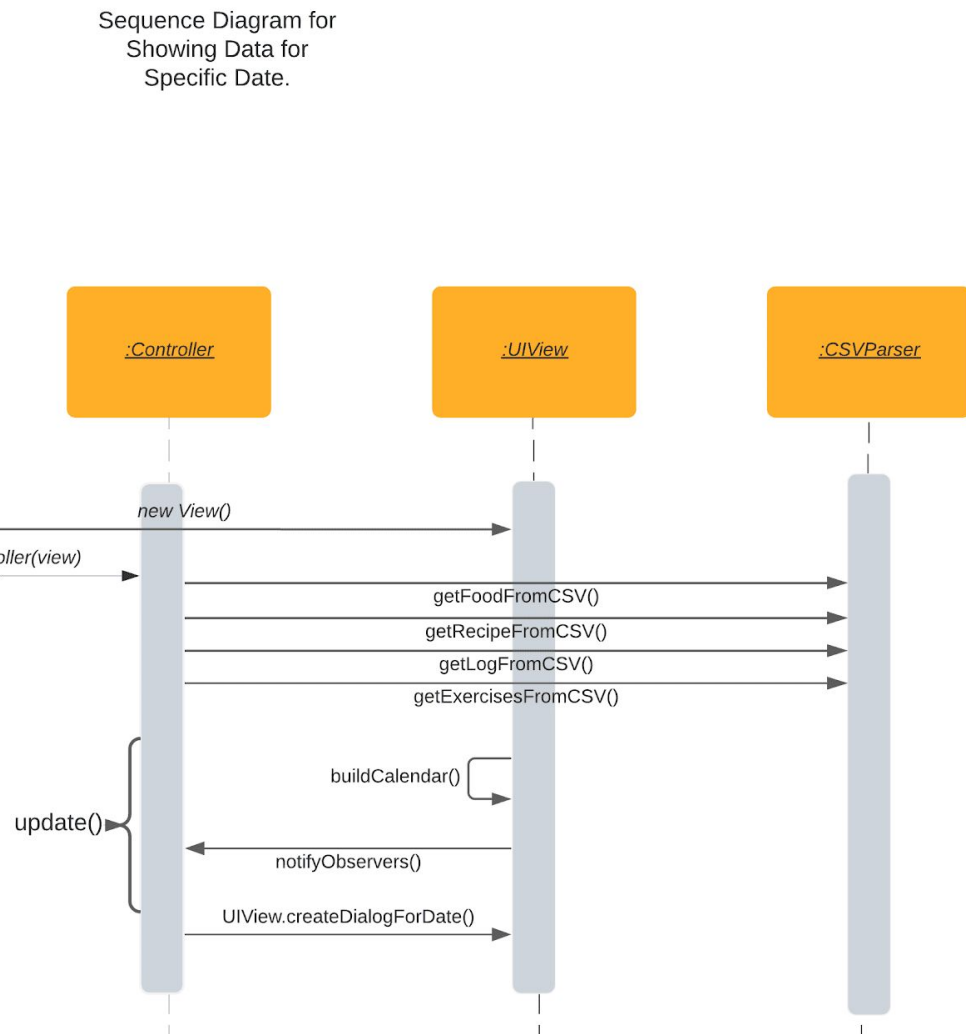 Sequence Diagram for
Showing Data for
Specific Date.
:Controller
:UIView
:CSVParser
new View()
oller(view)
getFoodFromCSV()
getRecipeFromCSV()
getLogFromCSV()
getExercisesFromCSV()
buildCalendar()
update()
notifyObservers()
UIView.createDialogForDate()